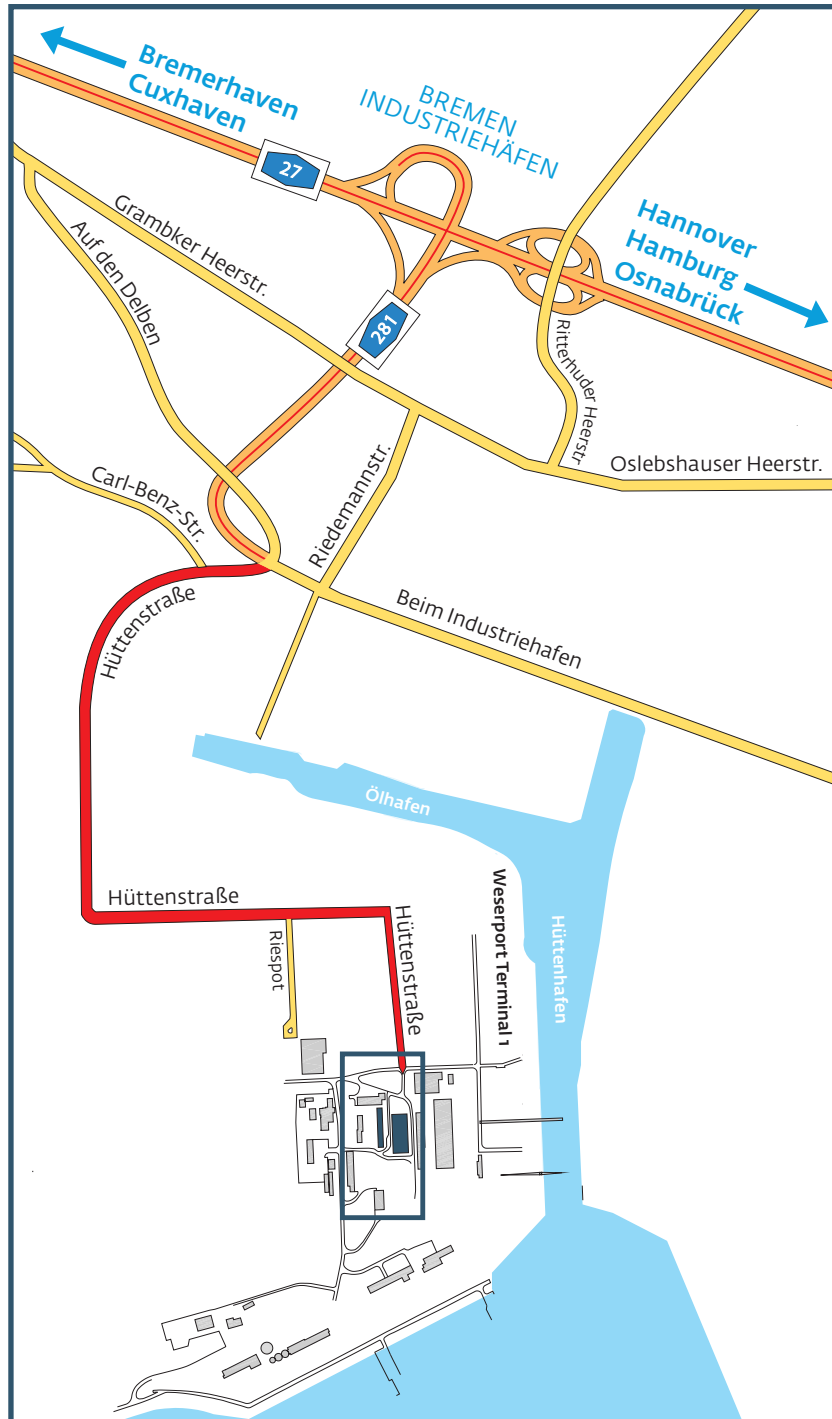 Bremerhaven
Cuxhaven
BREMEN
INDUSTRIEHÄFEN
27
Hannover
Hamburg
Osnabrück
Grambker Heerstr.
Auf den Delben
281
Ritterhuder Heerstr
Oslebshauser Heerstr.
Riedemannstr.
Carl-Benz-Str.
Beim Industriehafen
Hüttenstraße
Ölhafen
Hüttenstraße
Hüttenstraße
Riespot
Weserport Terminal 1
Hüttenhafen